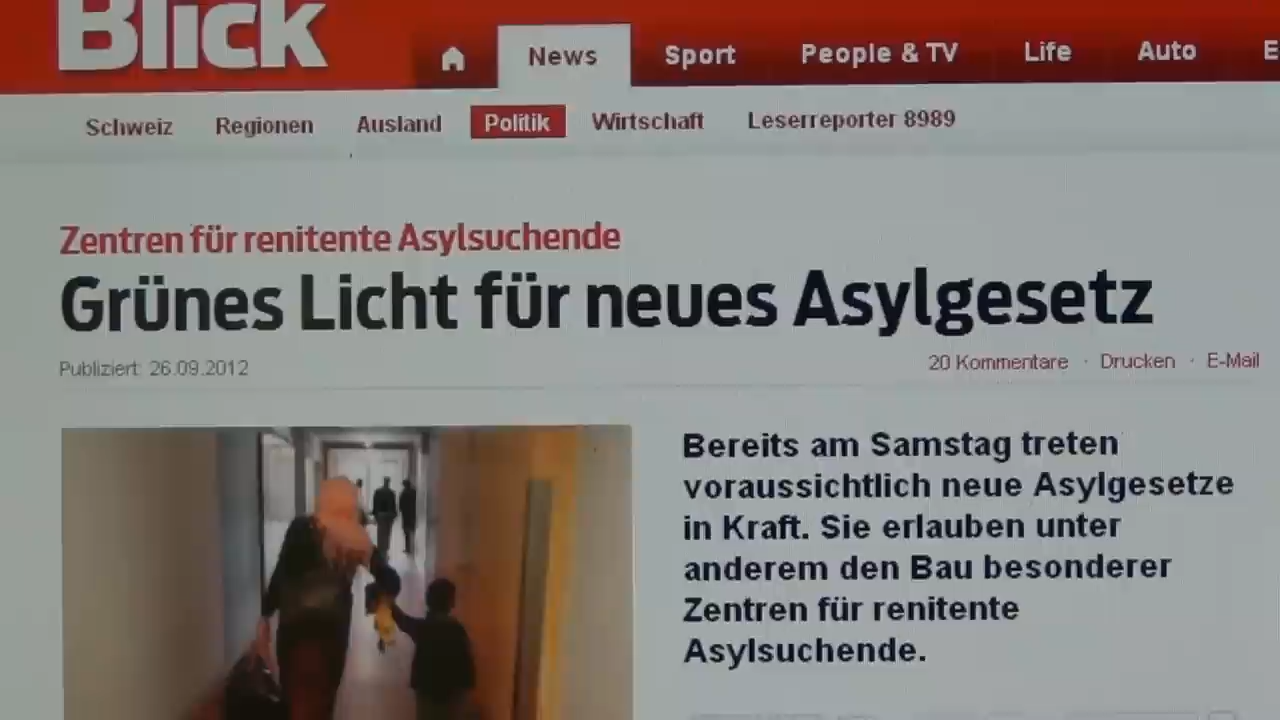 Blick
News Sport People & TV Life Auto E
Schweiz Regionen Ausland Politik Wirtschaft Leserreporter 8989
Zentren für renitente Asylsuchende
Grünes Licht für neues Asylgesetz
Publiziert: 26.09.2012 20 Kommentare · Drucken · E-Mail
Bereits am Samstag treten
voraussichtlich neue Asylgesetze
in Kraft. Sie erlauben unter
anderem den Bau besonderer
Zentren für renitente
Asylsuchende.